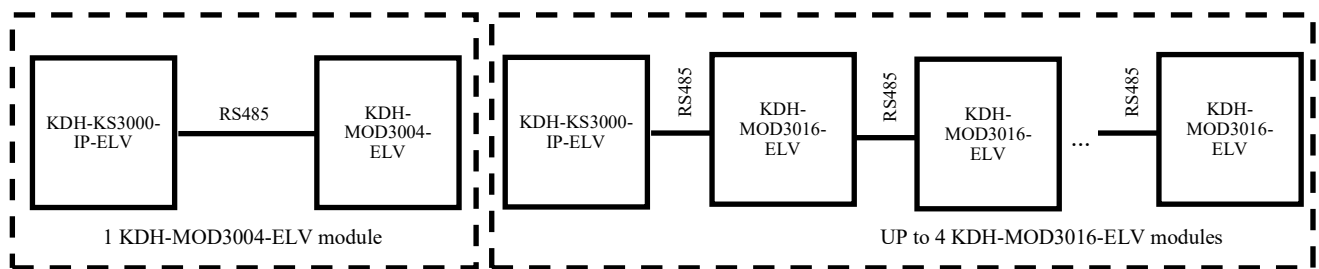 KDH-KS3000-
IP-ELV
RS485
KDH-
MOD3004-
ELV
1 KDH-MOD3004-ELV module
KDH-KS3000-
IP-ELV
RS485
KDH-
MOD3016-
ELV
RS485
KDH-
MOD3016-
ELV
...
RS485
KDH-
MOD3016-
ELV
UP to 4 KDH-MOD3016-ELV modules